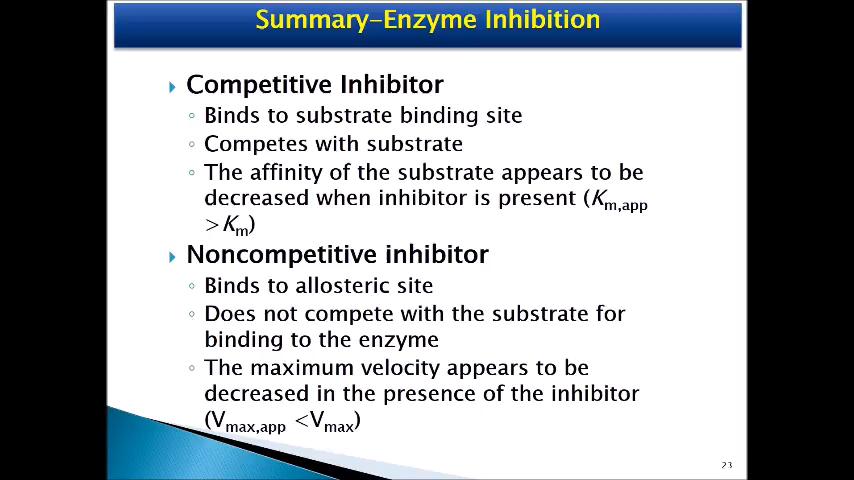 Summary-Enzyme Inhibition
Competitive Inhibitor
Binds to substrate binding site
Competes with substrate
The affinity of the substrate appears to be
decreased when inhibitor is present (Km,app
>Km)
Noncompetitive inhibitor
Binds to allosteric site
Does not compete with the substrate for
binding to the enzyme
The maximum velocity appears to be
decreased in the presence of the inhibitor
(Vmax,app <Vmax)
23